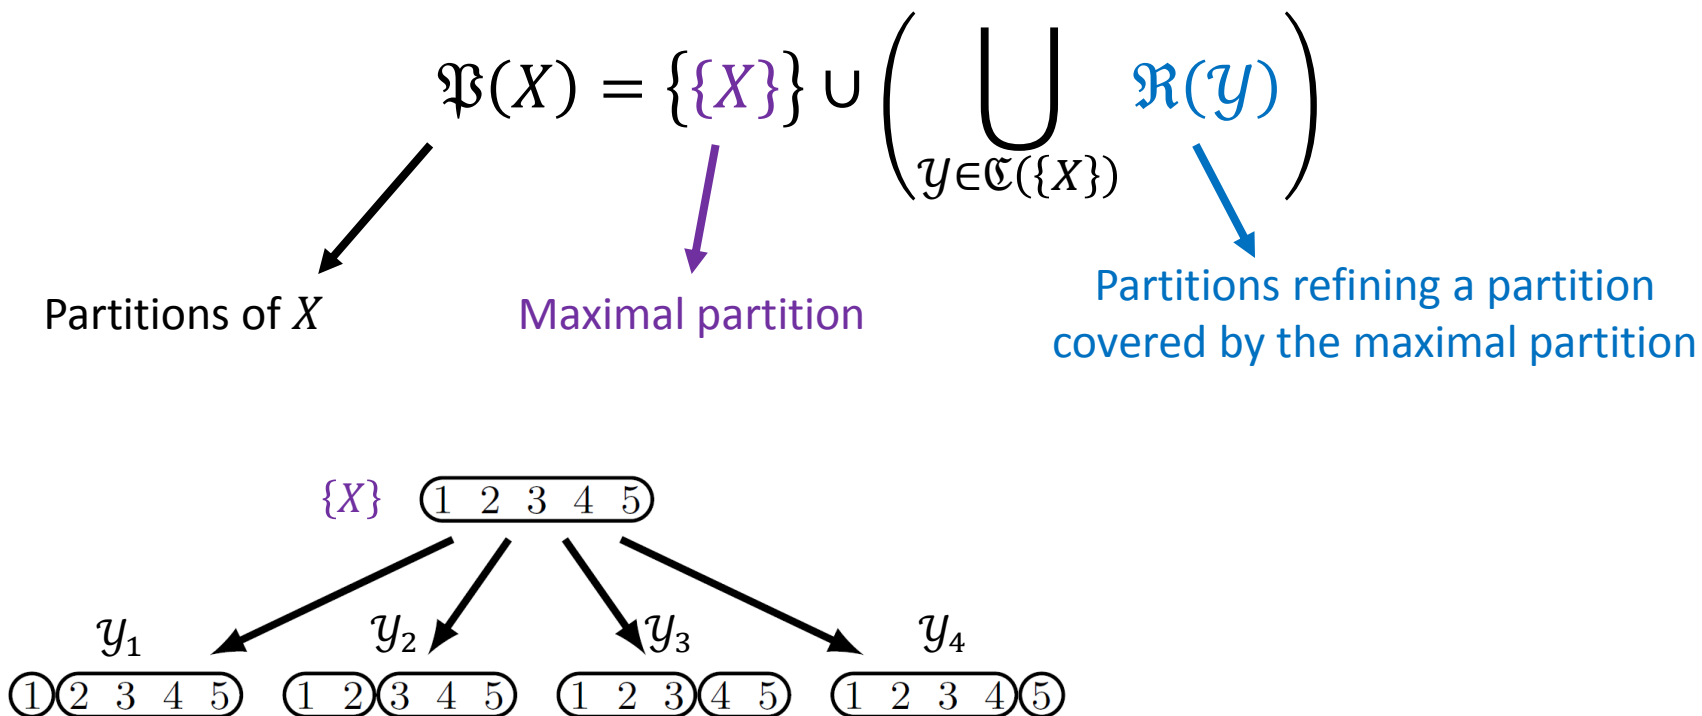 𝔓(X) = {{X}} ∪ (⋃ ℜ(𝒴))
𝒴∈ℭ({X})
Partitions of X
Maximal partition
Partitions refining a partition
covered by the maximal partition
{X} 1 2 3 4 5
𝒴₁ 𝒴₂ 𝒴₃ 𝒴₄
1 2 3 4 5 1 2 3 4 5 1 2 3 4 5 1 2 3 4 5